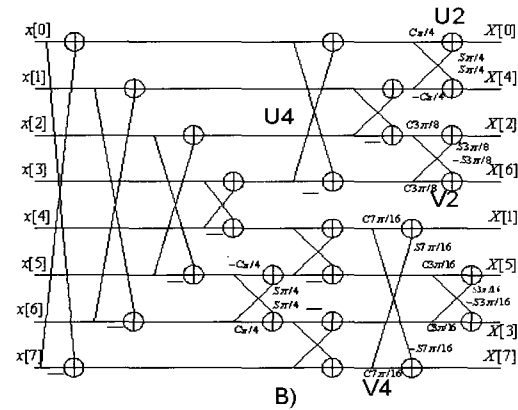 U2
x[0] Cπ/4 X[0]
Sπ/4
Sπ/4
x[1] -Cπ/4 X[4]
U4
x[2] C3π/8 X[2]
S3π/8
-S3π/8
x[3] C3π/8 X[6]
V2
x[4] C7π/16 X[1]
S7π/16
x[5] -Cπ/4 C3π/16 X[5]
Sπ/4 S3π/16
Sπ/4 -S3π/16
x[6] Cπ/4 C3π/16 X[3]
-S7π/16
x[7] C7π/16 X[7]
V4
B)